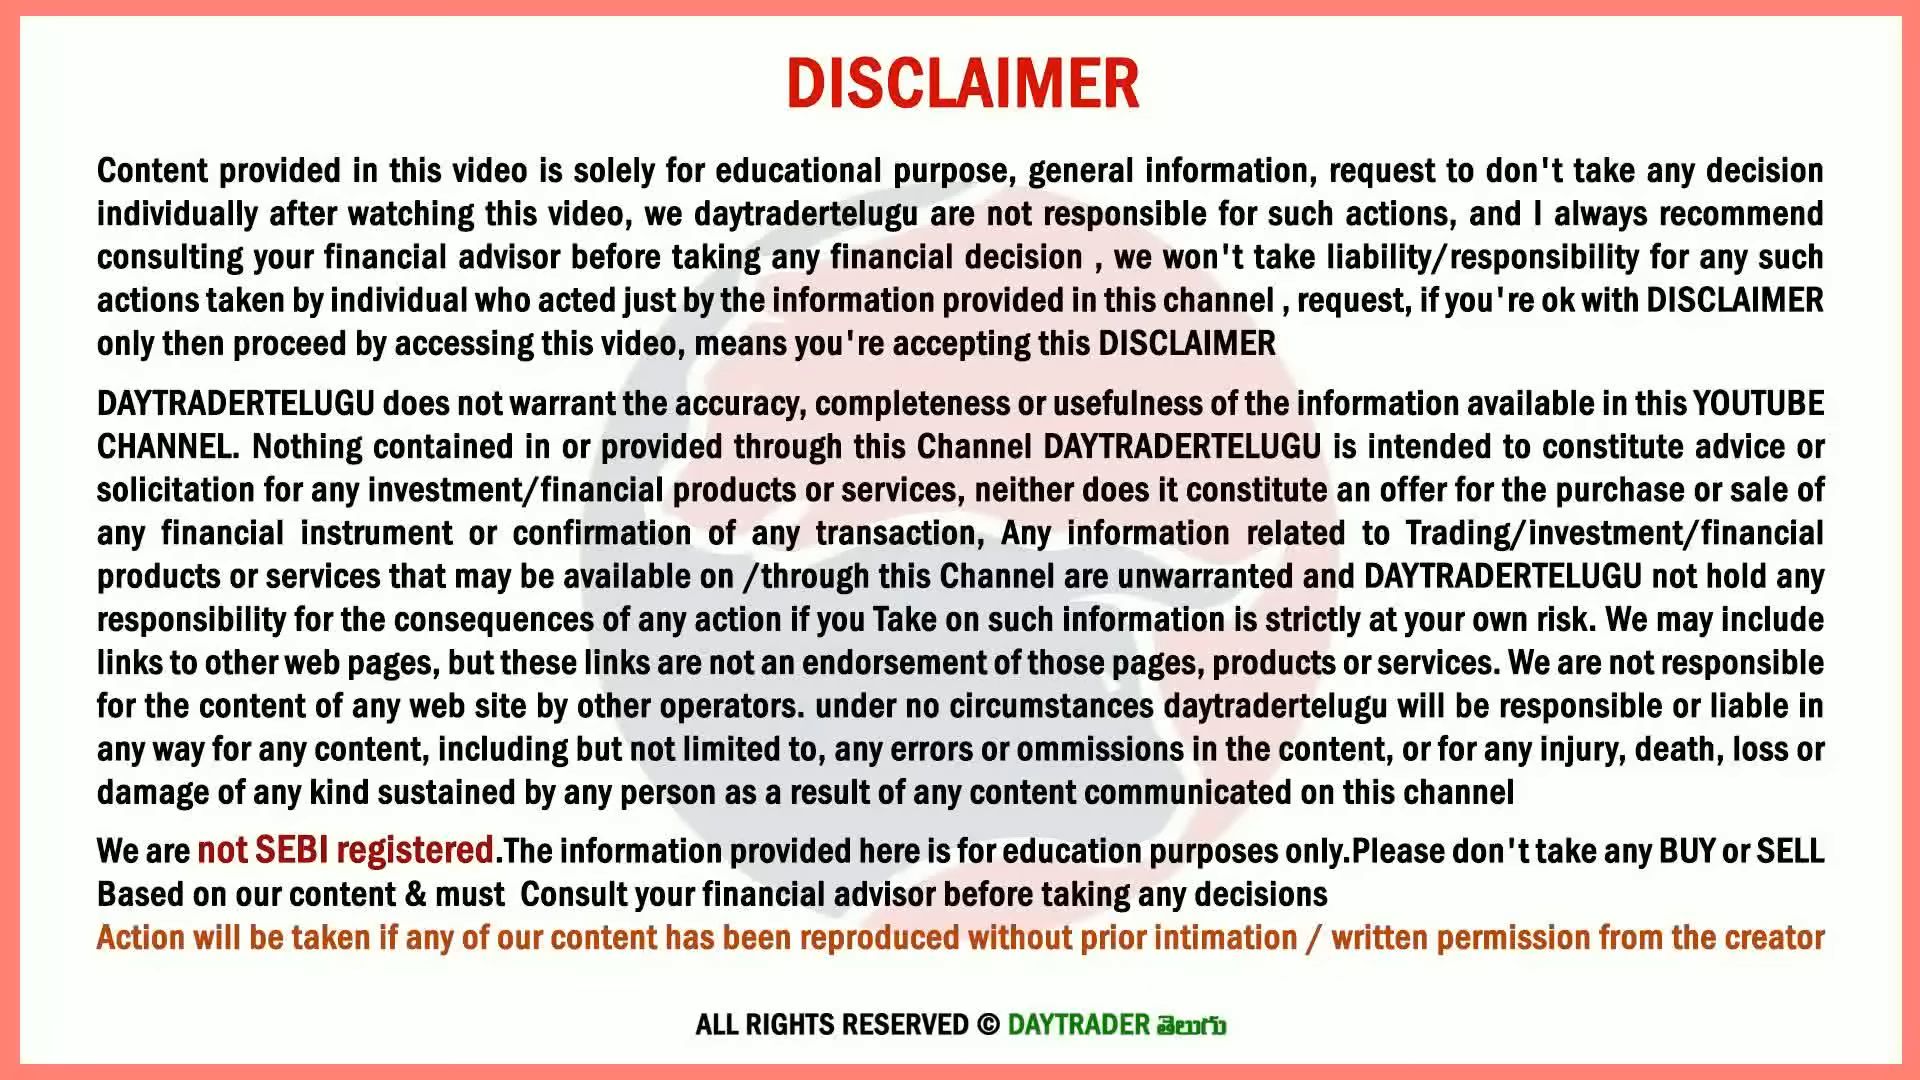 DISCLAIMER
Content provided in this video is solely for educational purpose, general information, request to don't take any decision
individually after watching this video, we daytradertelugu are not responsible for such actions, and I always recommend
consulting your financial advisor before taking any financial decision , we won't take liability/responsibility for any such
actions taken by individual who acted just by the information provided in this channel , request, if you're ok with DISCLAIMER
only then proceed by accessing this video, means you're accepting this DISCLAIMER
DAYTRADERTELUGU does not warrant the accuracy, completeness or usefulness of the information available in this YOUTUBE
CHANNEL. Nothing contained in or provided through this Channel DAYTRADERTELUGU is intended to constitute advice or
solicitation for any investment/financial products or services, neither does it constitute an offer for the purchase or sale of
any financial instrument or confirmation of any transaction, Any information related to Trading/investment/financial
products or services that may be available on /through this Channel are unwarranted and DAYTRADERTELUGU not hold any
responsibility for the consequences of any action if you Take on such information is strictly at your own risk. We may include
links to other web pages, but these links are not an endorsement of those pages, products or services. We are not responsible
for the content of any web site by other operators. under no circumstances daytradertelugu will be responsible or liable in
any way for any content, including but not limited to, any errors or ommissions in the content, or for any injury, death, loss or
damage of any kind sustained by any person as a result of any content communicated on this channel
We are not SEBI registered.The information provided here is for education purposes only.Please don't take any BUY or SELL
Based on our content & must  Consult your financial advisor before taking any decisions
Action will be taken if any of our content has been reproduced without prior intimation / written permission from the creator
ALL RIGHTS RESERVED © DAYTRADER తెలుగు